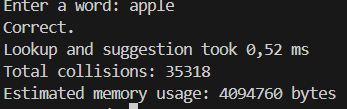 Enter a word: apple
Correct.
Lookup and suggestion took 0,52 ms
Total collisions: 35318
Estimated memory usage: 4094760 bytes